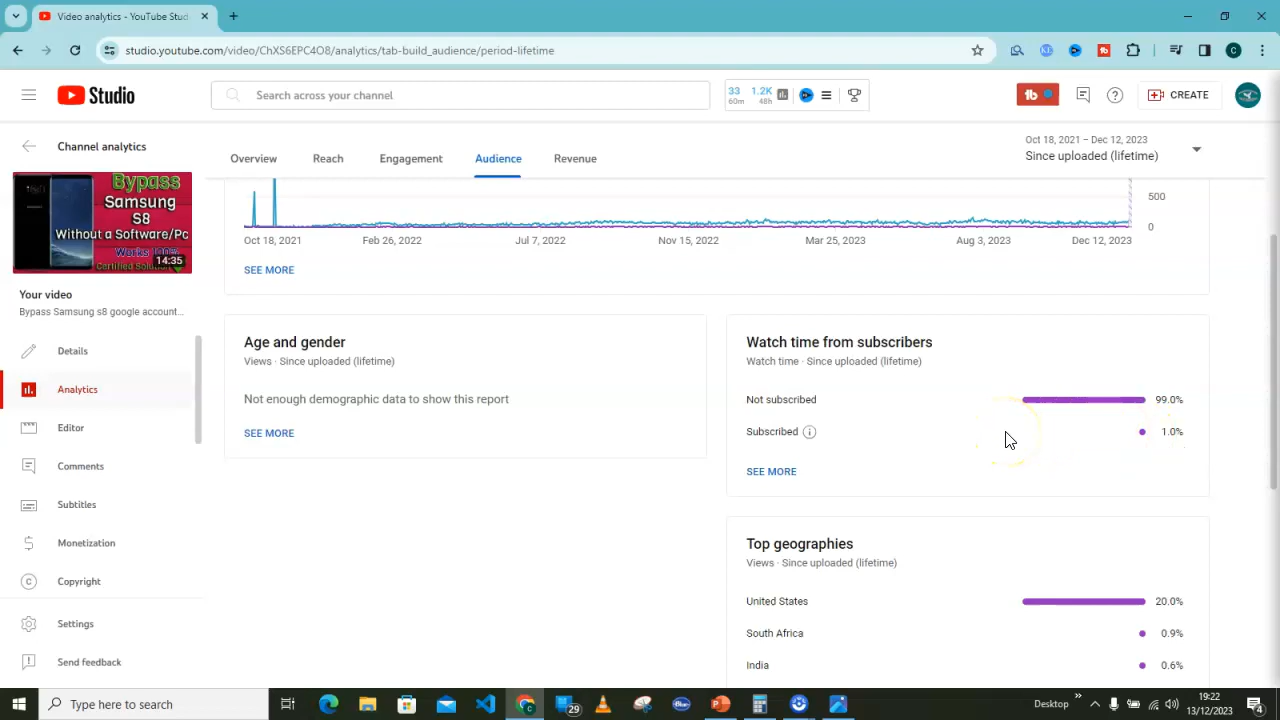 Video analytics - YouTube Stud
studio.youtube.com/video/ChXS6EPC4O8/analytics/tab-build_audience/period-lifetime
C
Studio
Search across your channel
33 1.2K
60m 48h
tb
CREATE
Channel analytics
Overview Reach Engagement Audience Revenue
Oct 18, 2021 – Dec 12, 2023
Since uploaded (lifetime)
Bypass
Samsung
S8
Without a Software/Pc
Works 100%
Certified Solution
14:35
Your video
Bypass Samsung s8 google account...
Details
Analytics
Editor
Comments
Subtitles
Monetization
Copyright
Settings
Send feedback
500
0
Oct 18, 2021 Feb 26, 2022 Jul 7, 2022 Nov 15, 2022 Mar 25, 2023 Aug 3, 2023 Dec 12, 2023
SEE MORE
Age and gender
Views · Since uploaded (lifetime)
Not enough demographic data to show this report
SEE MORE
Watch time from subscribers
Watch time · Since uploaded (lifetime)
Not subscribed 99.0%
Subscribed 1.0%
SEE MORE
Top geographies
Views · Since uploaded (lifetime)
United States 20.0%
South Africa 0.9%
India 0.6%
Type here to search
29
Desktop
19:22
13/12/2023
4